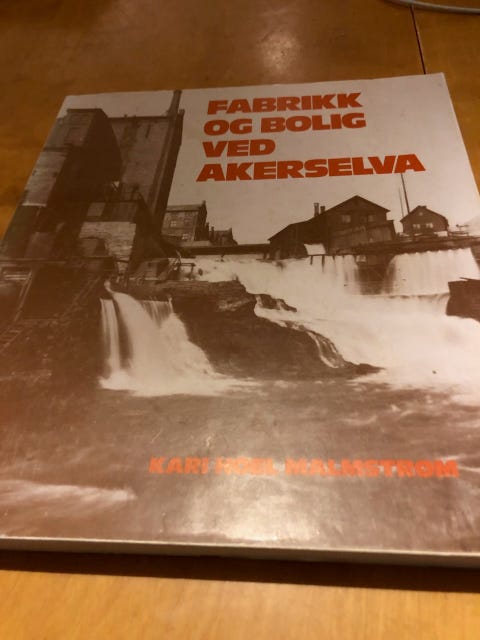 FABRIKK
OG BOLIG
VED
AKERSELVA
KARI HOEL MALMSTRØM